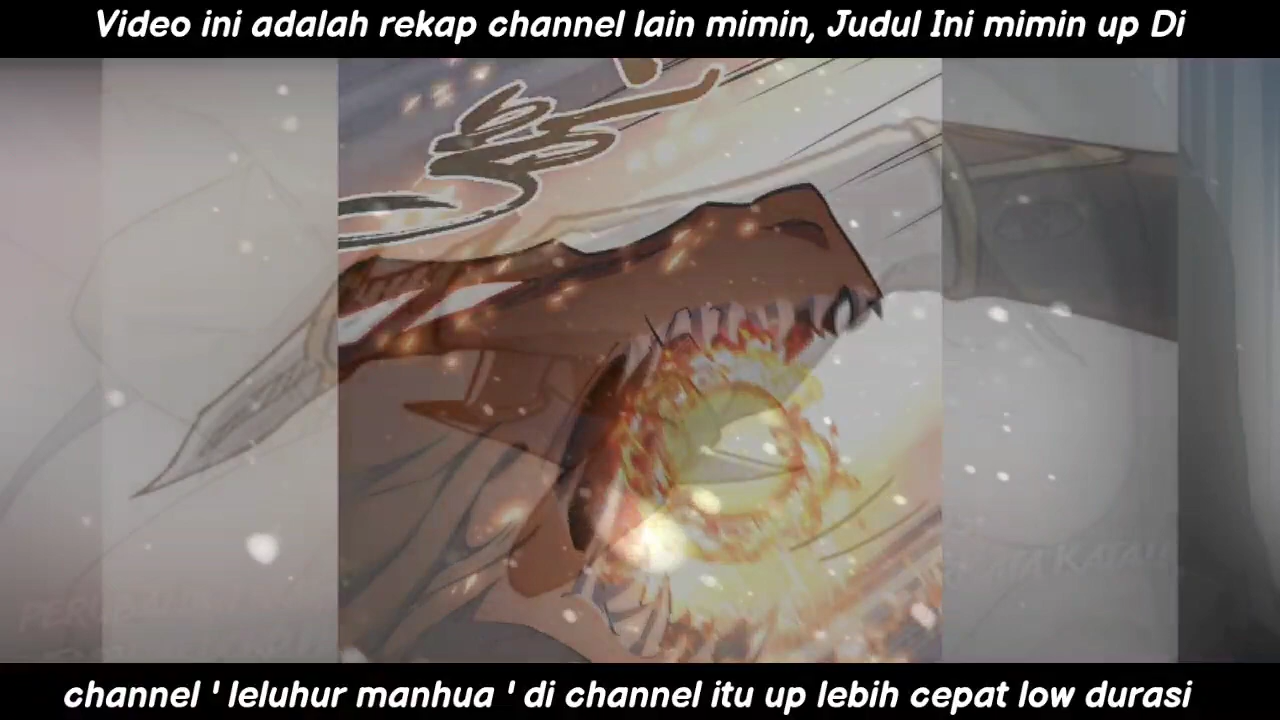 Video ini adalah rekap channel lain mimin, Judul Ini mimin up Di
channel ' leluhur manhua ' di channel itu up lebih cepat low durasi